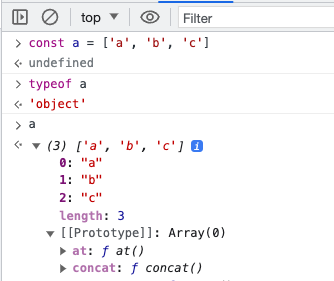 top Filter
const a = ['a', 'b', 'c']
undefined
typeof a
'object'
a
(3) ['a', 'b', 'c'] i
0: "a"
1: "b"
2: "c"
length: 3
[[Prototype]]: Array(0)
at: ƒ at()
concat: ƒ concat()